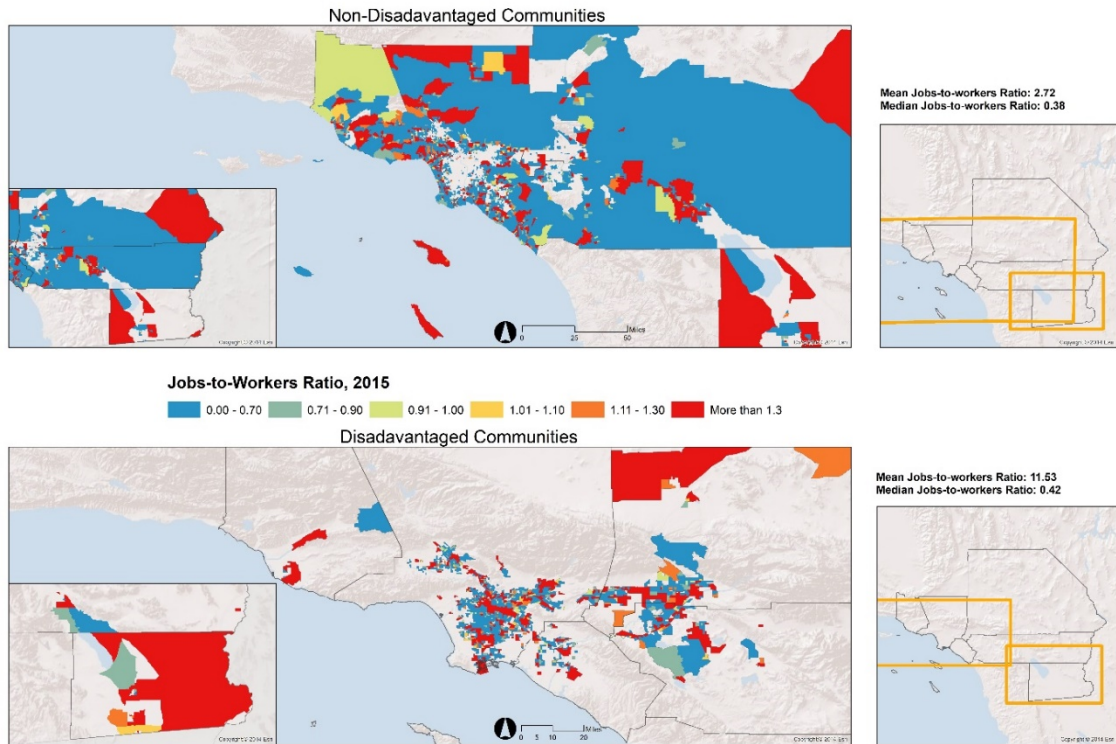 Non-Disadavantaged Communities
Mean Jobs-to-workers Ratio: 2.72
Median Jobs-to-workers Ratio: 0.38
0 25 50 Miles
Jobs-to-Workers Ratio, 2015
0.00 - 0.70 0.71 - 0.90 0.91 - 1.00 1.01 - 1.10 1.11 - 1.30 More than 1.3
Disadavantaged Communities
Mean Jobs-to-workers Ratio: 11.53
Median Jobs-to-workers Ratio: 0.42
0 5 10 20 Miles